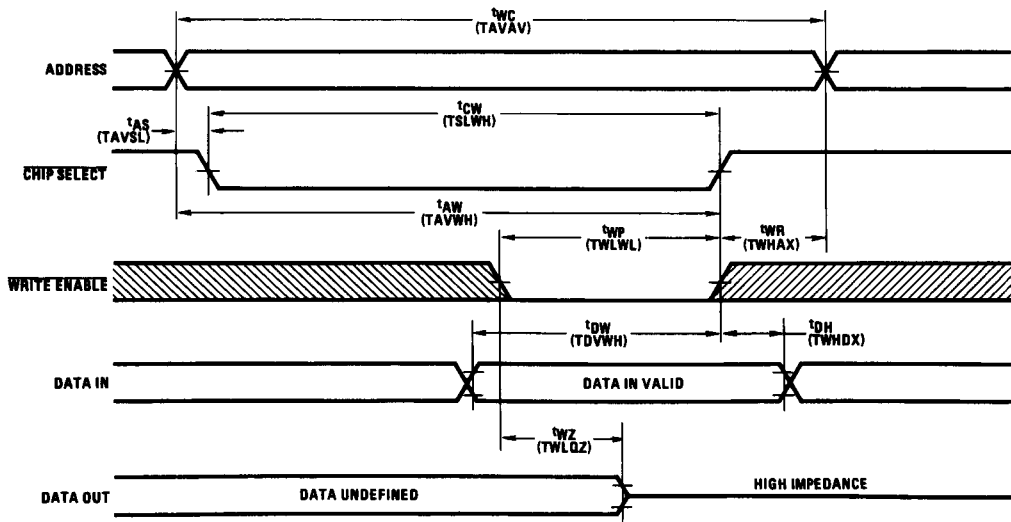 tWC
(TAVAV)
ADDRESS
tCW
(TSLWH)
tAS
(TAVSL)
CHIP SELECT
tAW
(TAVWH)
tWP
(TWLWL)
tWR
(TWHAX)
WRITE ENABLE
tDW
(TDVWH)
tDH
(TWHDX)
DATA IN
DATA IN VALID
tWZ
(TWLQZ)
DATA OUT
DATA UNDEFINED
HIGH IMPEDANCE